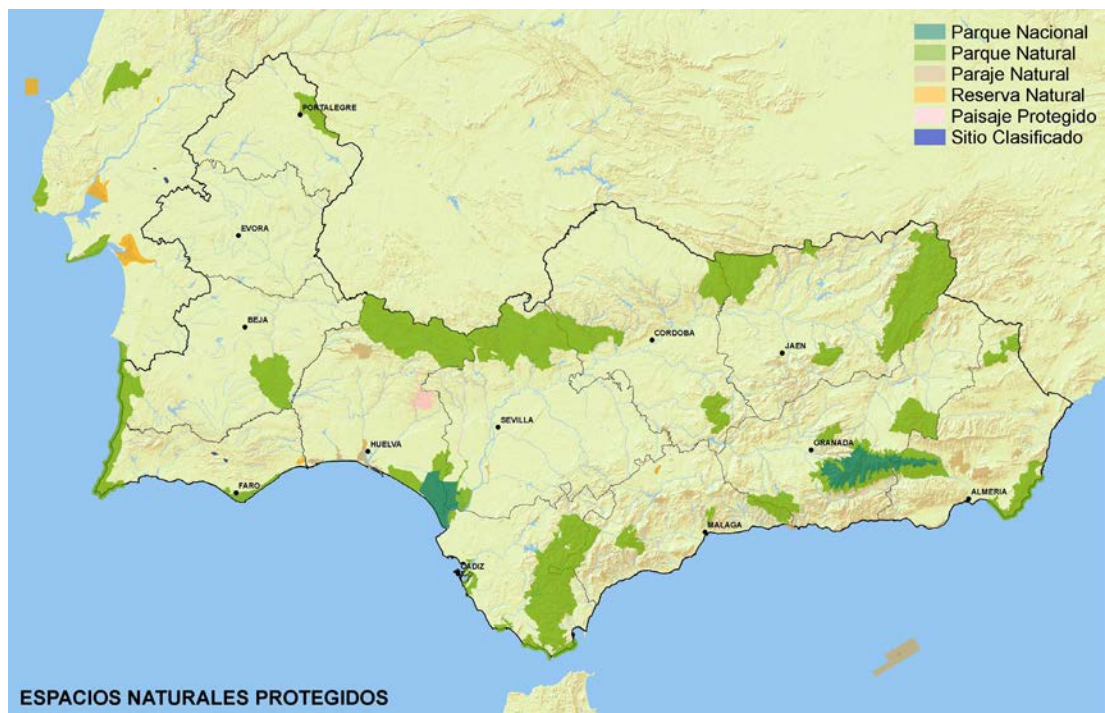 Parque Nacional
Parque Natural
Paraje Natural
Reserva Natural
Paisaje Protegido
Sitio Clasificado
PORTALEGRE
EVORA
BEJA
CORDOBA
JAEN
SEVILLA
HUELVA
GRANADA
FARO
ALMERIA
MALAGA
CADIZ
ESPACIOS NATURALES PROTEGIDOS